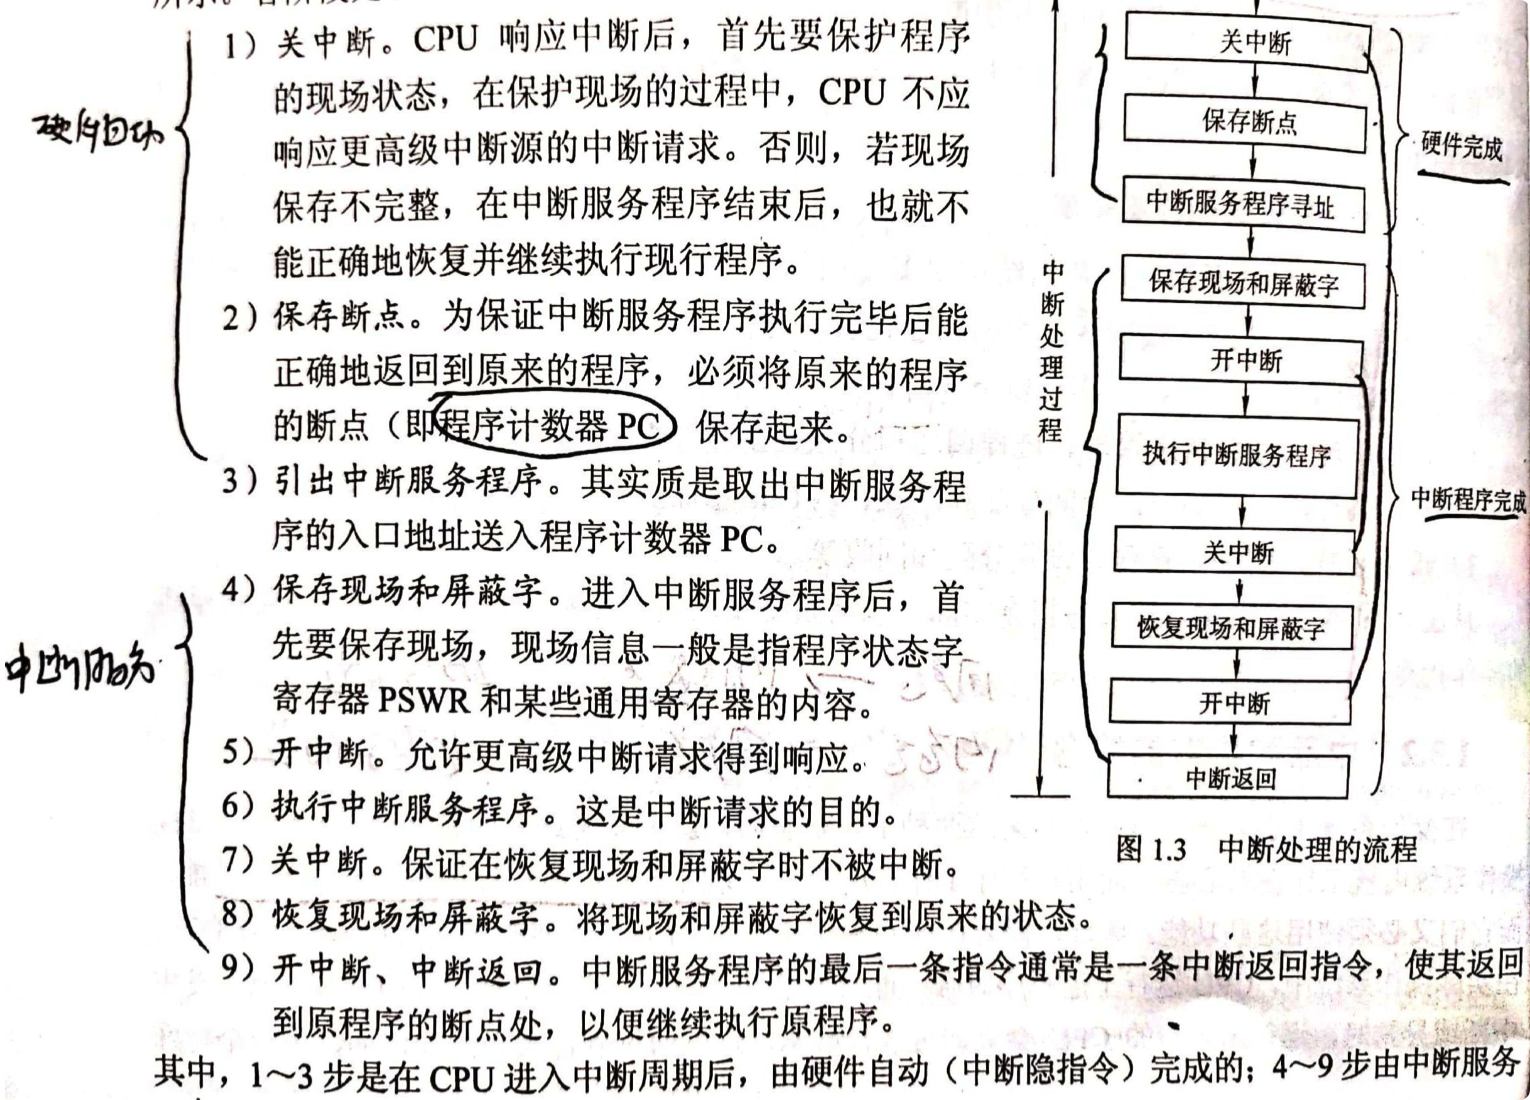 1）关中断。CPU 响应中断后，首先要保护程序
的现场状态，在保护现场的过程中，CPU 不应
响应更高级中断源的中断请求。否则，若现场
保存不完整，在中断服务程序结束后，也就不
能正确地恢复并继续执行现行程序。
2）保存断点。为保证中断服务程序执行完毕后能
正确地返回到原来的程序，必须将原来的程序
的断点（即程序计数器 PC）保存起来。
3）引出中断服务程序。其实质是取出中断服务程
序的入口地址送入程序计数器 PC。
4）保存现场和屏蔽字。进入中断服务程序后，首
先要保存现场，现场信息一般是指程序状态字
寄存器 PSWR 和某些通用寄存器的内容。
5）开中断。允许更高级中断请求得到响应。
6）执行中断服务程序。这是中断请求的目的。
7）关中断。保证在恢复现场和屏蔽字时不被中断。
8）恢复现场和屏蔽字。将现场和屏蔽字恢复到原来的状态。
9）开中断、中断返回。中断服务程序的最后一条指令通常是一条中断返回指令，使其返回
到原程序的断点处，以便继续执行原程序。
其中，1～3 步是在 CPU 进入中断周期后，由硬件自动（中断隐指令）完成的；4～9 步由中断服务
硬件自动
中断服务
关中断
保存断点
中断服务程序寻址
保存现场和屏蔽字
开中断
执行中断服务程序
关中断
恢复现场和屏蔽字
开中断
中断返回
硬件完成
中断程序完成
中断处理过程
图 1.3 中断处理的流程